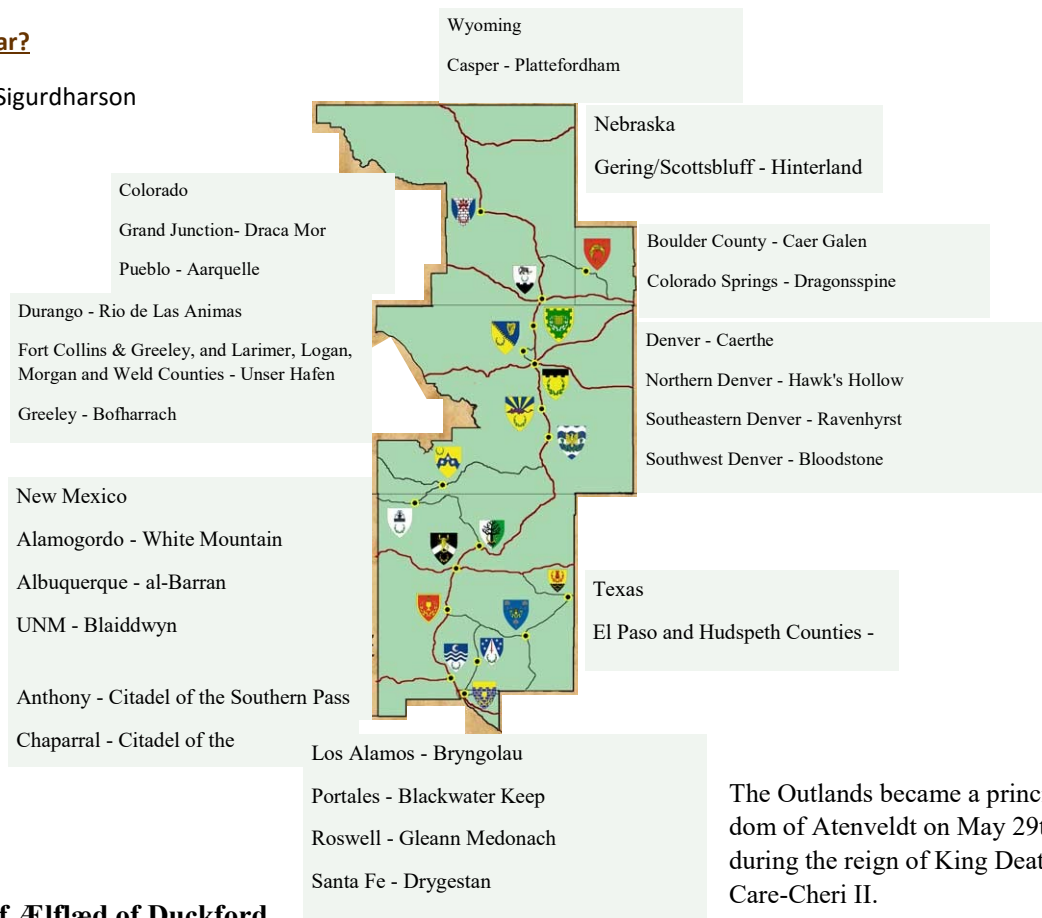 ar?
Sigurdharson
Wyoming
Casper - Plattefordham
Nebraska
Gering/Scottsbluff - Hinterland
Colorado
Grand Junction- Draca Mor
Pueblo - Aarquelle
Durango - Rio de Las Animas
Fort Collins & Greeley, and Larimer, Logan,
Morgan and Weld Counties - Unser Hafen
Greeley - Bofharrach
Boulder County - Caer Galen
Colorado Springs - Dragonsspine
Denver - Caerthe
Northern Denver - Hawk's Hollow
Southeastern Denver - Ravenhyrst
Southwest Denver - Bloodstone
New Mexico
Alamogordo - White Mountain
Albuquerque - al-Barran
UNM - Blaiddwyn
Anthony - Citadel of the Southern Pass
Chaparral - Citadel of the
Texas
El Paso and Hudspeth Counties -
Los Alamos - Bryngolau
Portales - Blackwater Keep
Roswell - Gleann Medonach
Santa Fe - Drygestan
The Outlands became a princ
dom of Atenveldt on May 29t
during the reign of King Deat
Care-Cheri II.
f Ælflæd of Duckford